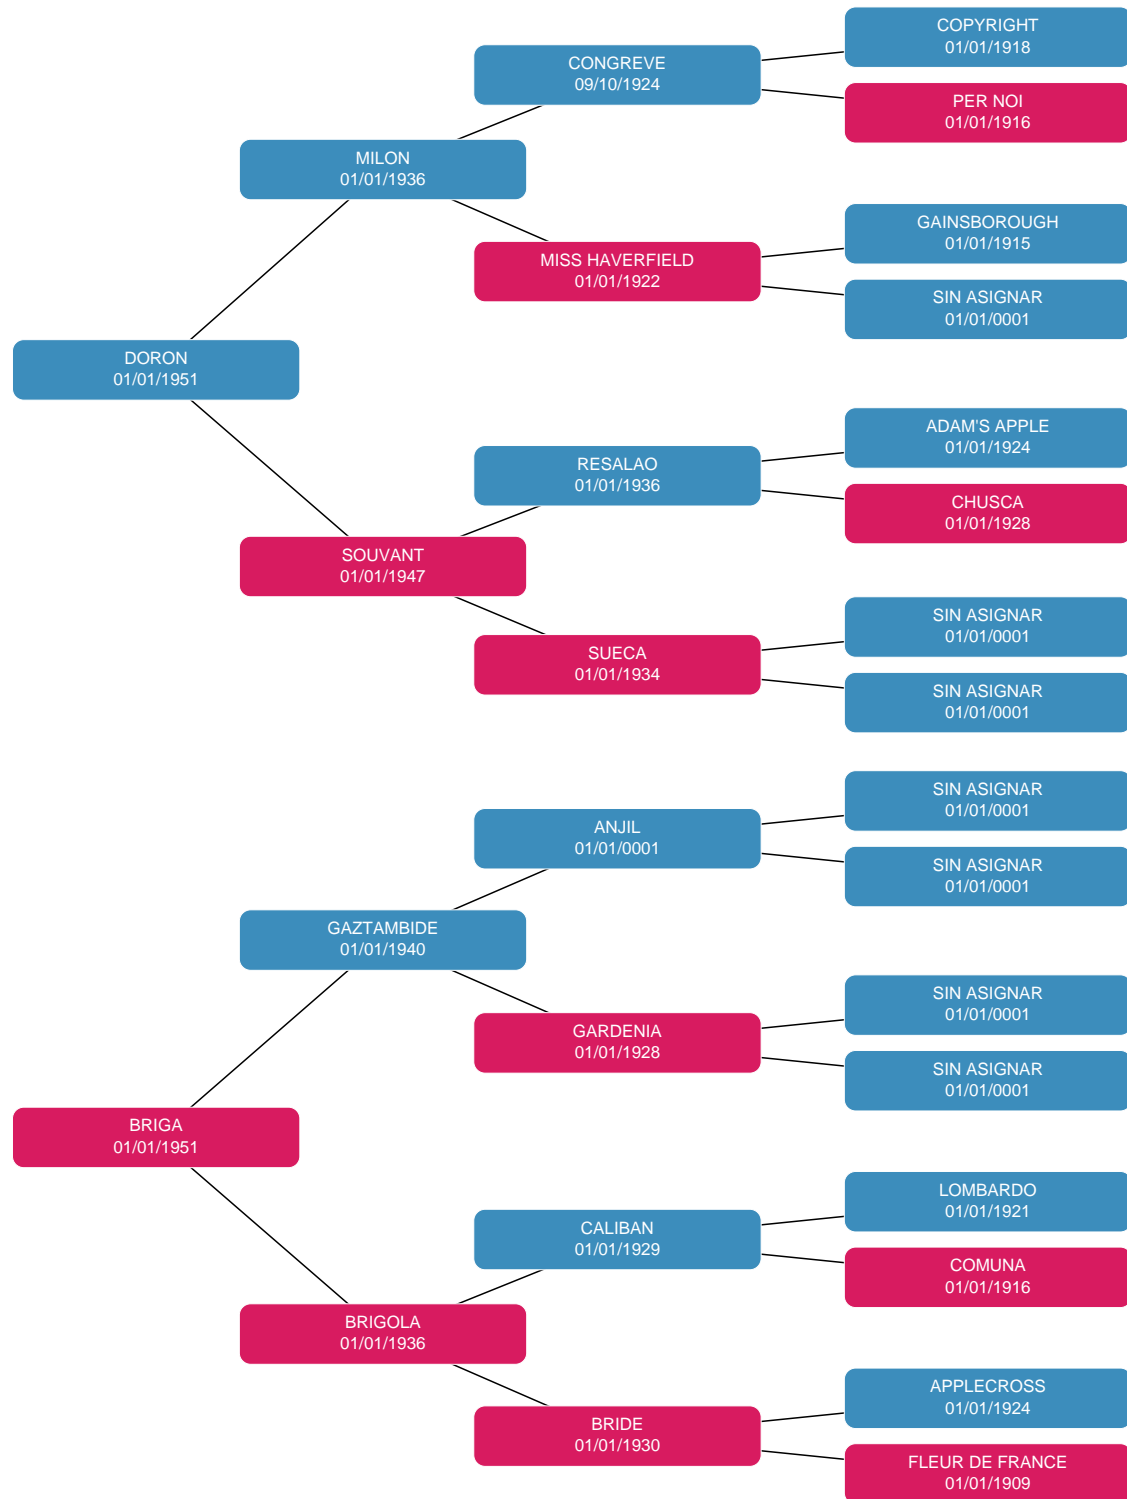 COPYRIGHT
01/01/1918
CONGREVE
09/10/1924
PER NOI
01/01/1916
MILON
01/01/1936
GAINSBOROUGH
01/01/1915
MISS HAVERFIELD
01/01/1922
SIN ASIGNAR
01/01/0001
DORON
01/01/1951
ADAM'S APPLE
01/01/1924
RESALAO
01/01/1936
CHUSCA
01/01/1928
SOUVANT
01/01/1947
SIN ASIGNAR
01/01/0001
SUECA
01/01/1934
SIN ASIGNAR
01/01/0001
SIN ASIGNAR
01/01/0001
ANJIL
01/01/0001
SIN ASIGNAR
01/01/0001
GAZTAMBIDE
01/01/1940
SIN ASIGNAR
01/01/0001
GARDENIA
01/01/1928
SIN ASIGNAR
01/01/0001
BRIGA
01/01/1951
LOMBARDO
01/01/1921
CALIBAN
01/01/1929
COMUNA
01/01/1916
BRIGOLA
01/01/1936
APPLECROSS
01/01/1924
BRIDE
01/01/1930
FLEUR DE FRANCE
01/01/1909